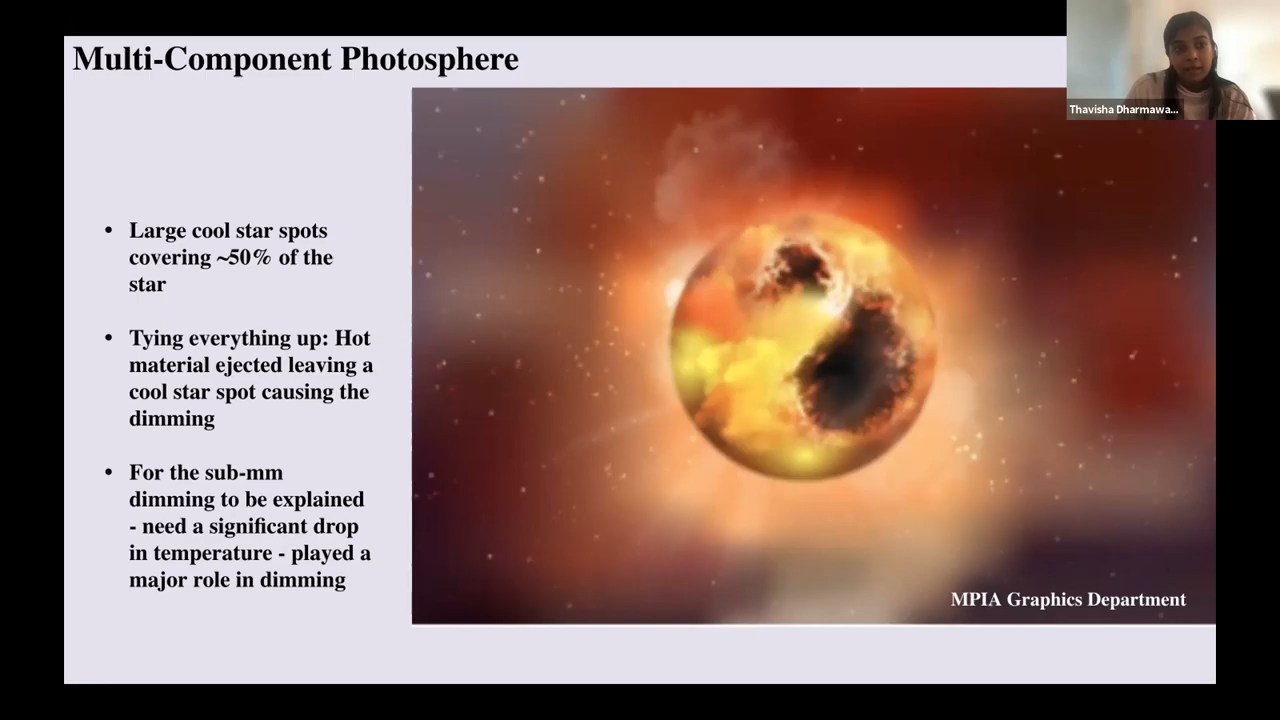 Multi-Component Photosphere
Thavisha Dharmawa...
• Large cool star spots
covering ~50% of the
star
• Tying everything up: Hot
material ejected leaving a
cool star spot causing the
dimming
• For the sub-mm
dimming to be explained
- need a significant drop
in temperature - played a
major role in dimming
MPIA Graphics Department